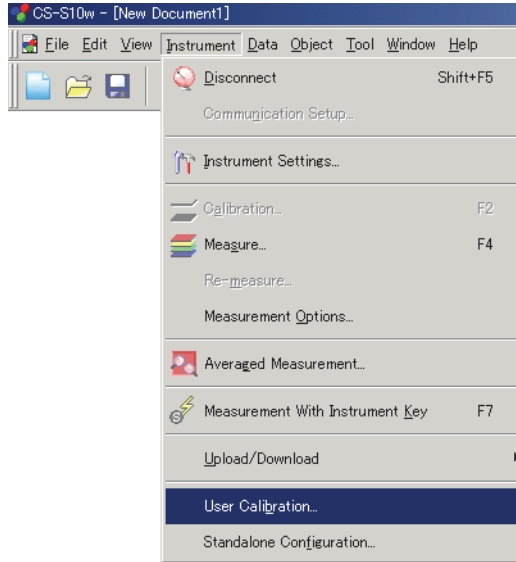 CS-S10w - [New Document1]
File Edit View Instrument Data Object Tool Window Help
Disconnect Shift+F5
Communication Setup...
Instrument Settings...
Calibration... F2
Measure... F4
Re-measure...
Measurement Options...
Averaged Measurement...
Measurement With Instrument Key F7
Upload/Download
User Calibration...
Standalone Configuration...